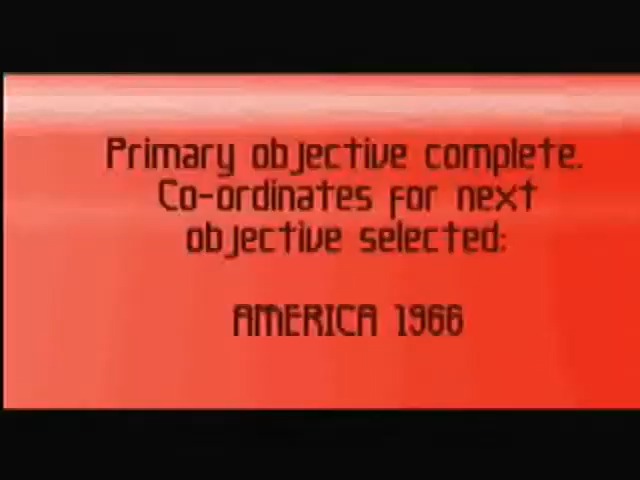 Primary objective complete.
Co-ordinates for next
objective selected:
AMERICA 1966